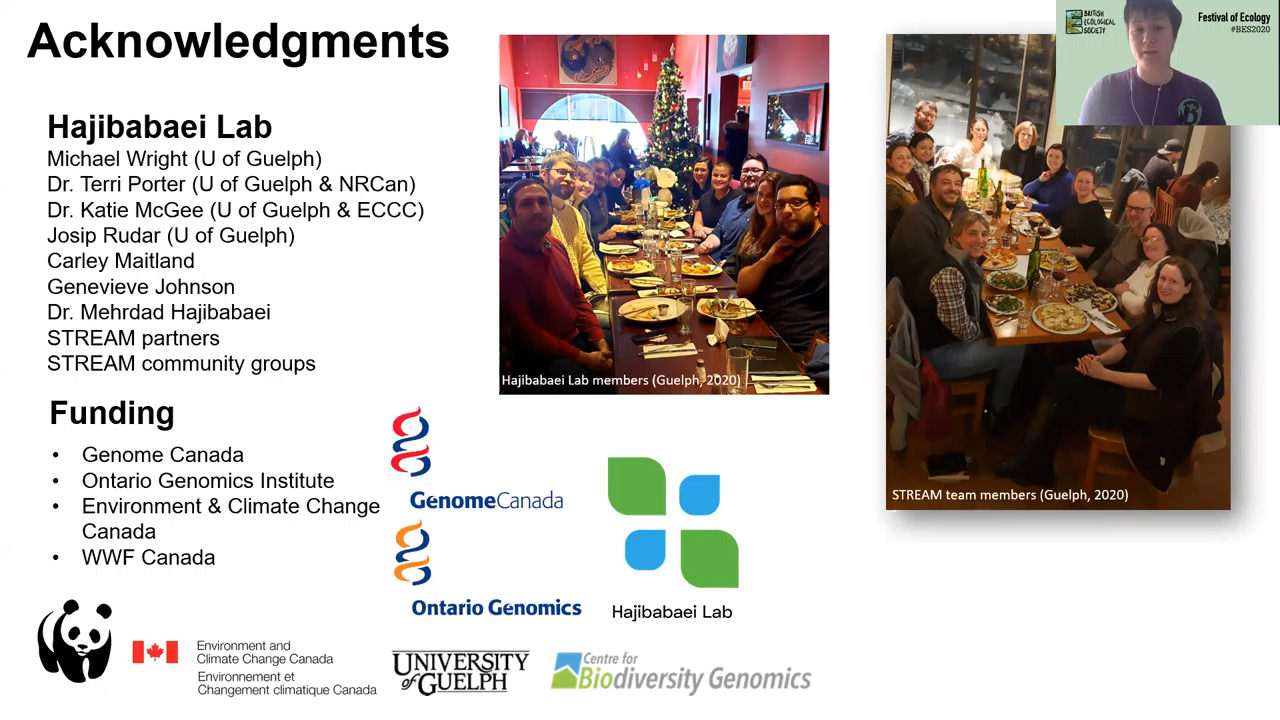 Acknowledgments
BRITISH
ECOLOGICAL
SOCIETY
Festival of Ecology
#BES2020
Hajibabaei Lab
Michael Wright (U of Guelph)
Dr. Terri Porter (U of Guelph & NRCan)
Dr. Katie McGee (U of Guelph & ECCC)
Josip Rudar (U of Guelph)
Carley Maitland
Genevieve Johnson
Dr. Mehrdad Hajibabaei
STREAM partners
STREAM community groups
Hajibabaei Lab members (Guelph, 2020)
STREAM team members (Guelph, 2020)
Funding
• Genome Canada
• Ontario Genomics Institute
• Environment & Climate Change
Canada
• WWF Canada
GenomeCanada
Ontario Genomics
Hajibabaei Lab
Environment and
Climate Change Canada
Environnement et
Changement climatique Canada
UNIVERSITY
of GUELPH
Centre for
Biodiversity Genomics